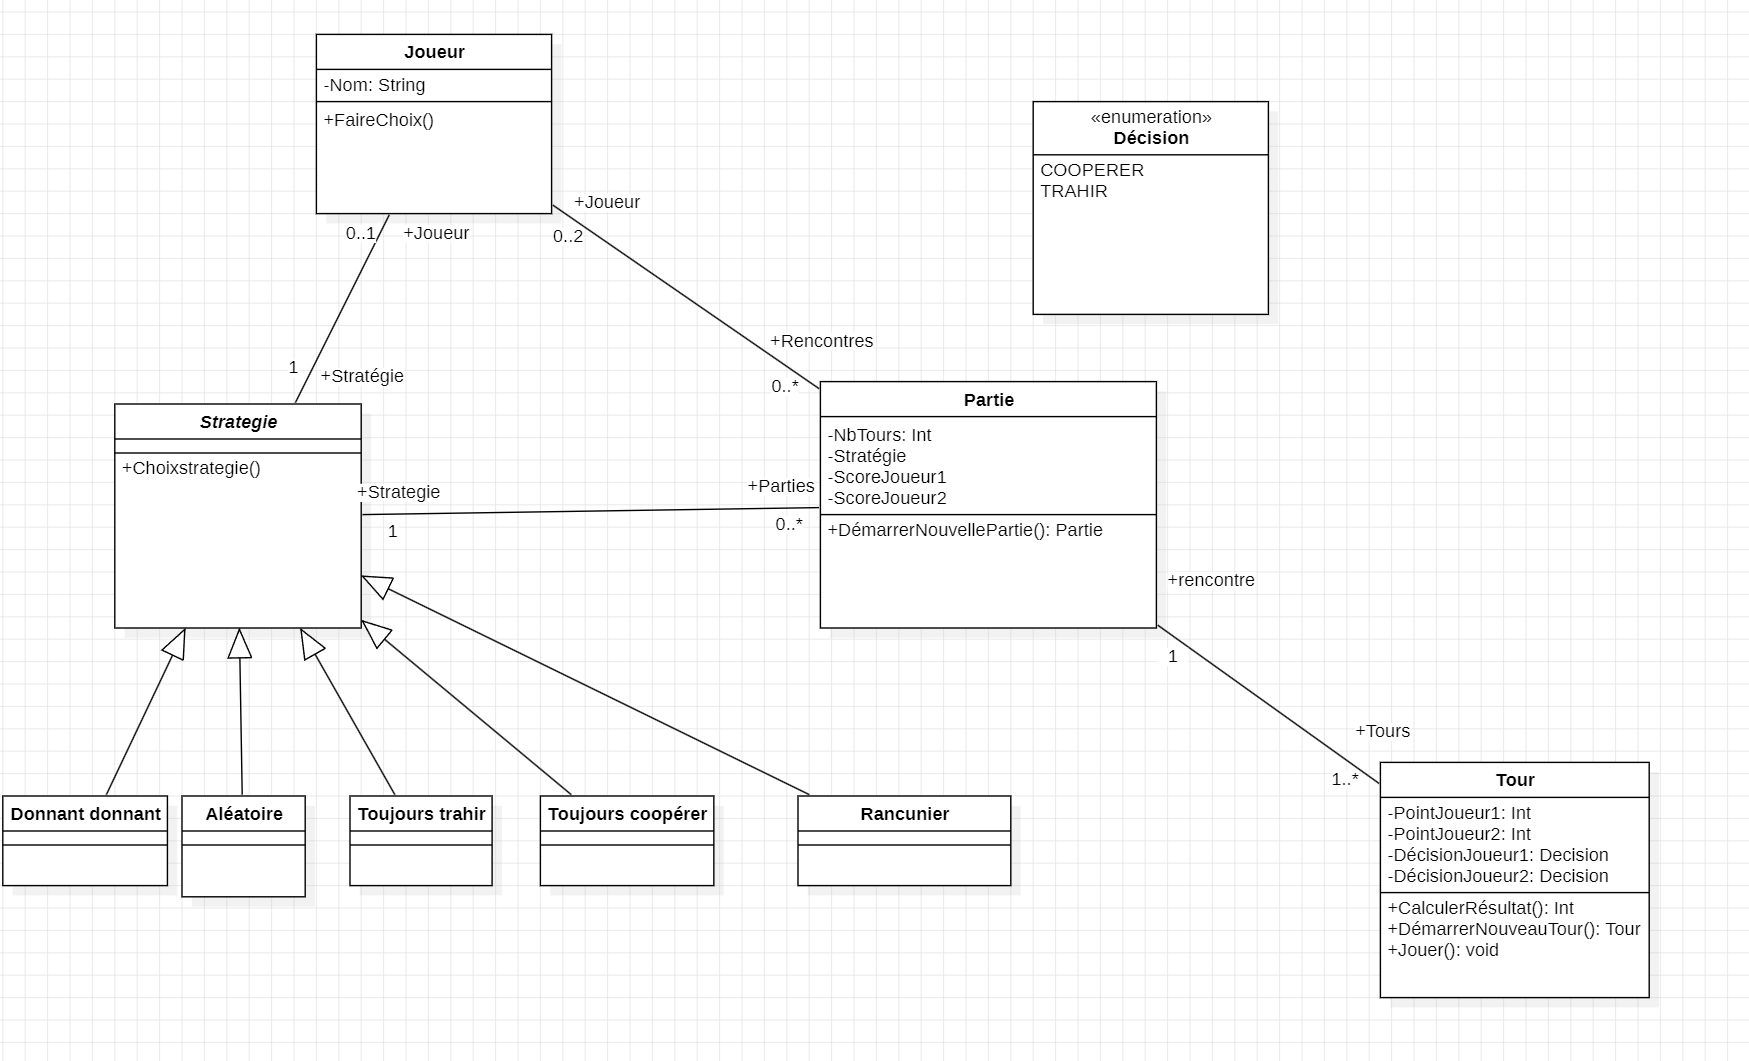 Joueur
-Nom: String
+FaireChoix()
«enumeration»
Décision
COOPERER
TRAHIR
+Joueur
0..2
0..1
+Joueur
+Rencontres
0..*
1
+Stratégie
Strategie
+Choixstrategie()
Partie
-NbTours: Int
-Stratégie
-ScoreJoueur1
-ScoreJoueur2
+DémarrerNouvellePartie(): Partie
+Strategie
1
+Parties
0..*
+rencontre
1
+Tours
1..*
Donnant donnant
Aléatoire
Toujours trahir
Toujours coopérer
Rancunier
Tour
-PointJoueur1: Int
-PointJoueur2: Int
-DécisionJoueur1: Decision
-DécisionJoueur2: Decision
+CalculerRésultat(): Int
+DémarrerNouveauTour(): Tour
+Jouer(): void